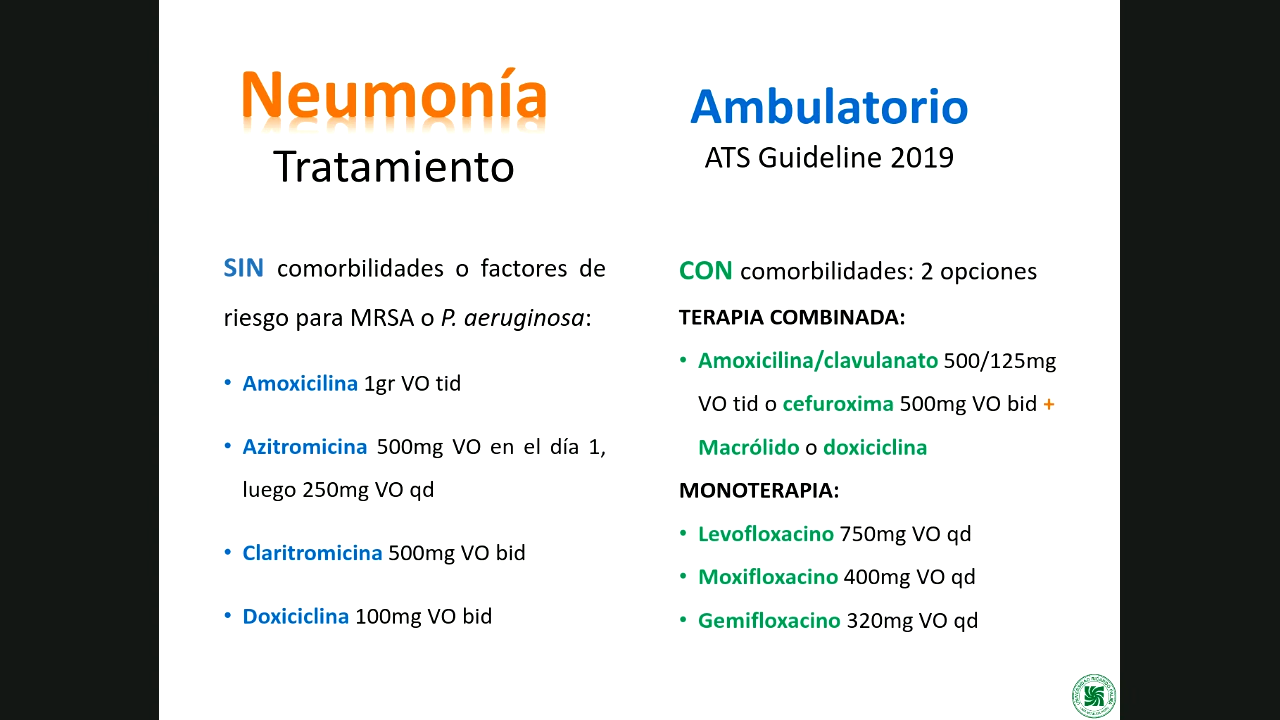 Neumonía
Tratamiento
SIN comorbilidades o factores de
riesgo para MRSA o P. aeruginosa:
• Amoxicilina 1gr VO tid
• Azitromicina 500mg VO en el día 1,
luego 250mg VO qd
• Claritromicina 500mg VO bid
• Doxiciclina 100mg VO bid
Ambulatorio
ATS Guideline 2019
CON comorbilidades: 2 opciones
TERAPIA COMBINADA:
• Amoxicilina/clavulanato 500/125mg
VO tid o cefuroxima 500mg VO bid +
Macrólido o doxiciclina
MONOTERAPIA:
• Levofloxacino 750mg VO qd
• Moxifloxacino 400mg VO qd
• Gemifloxacino 320mg VO qd
UNIVERSIDAD RICARDO PALMA